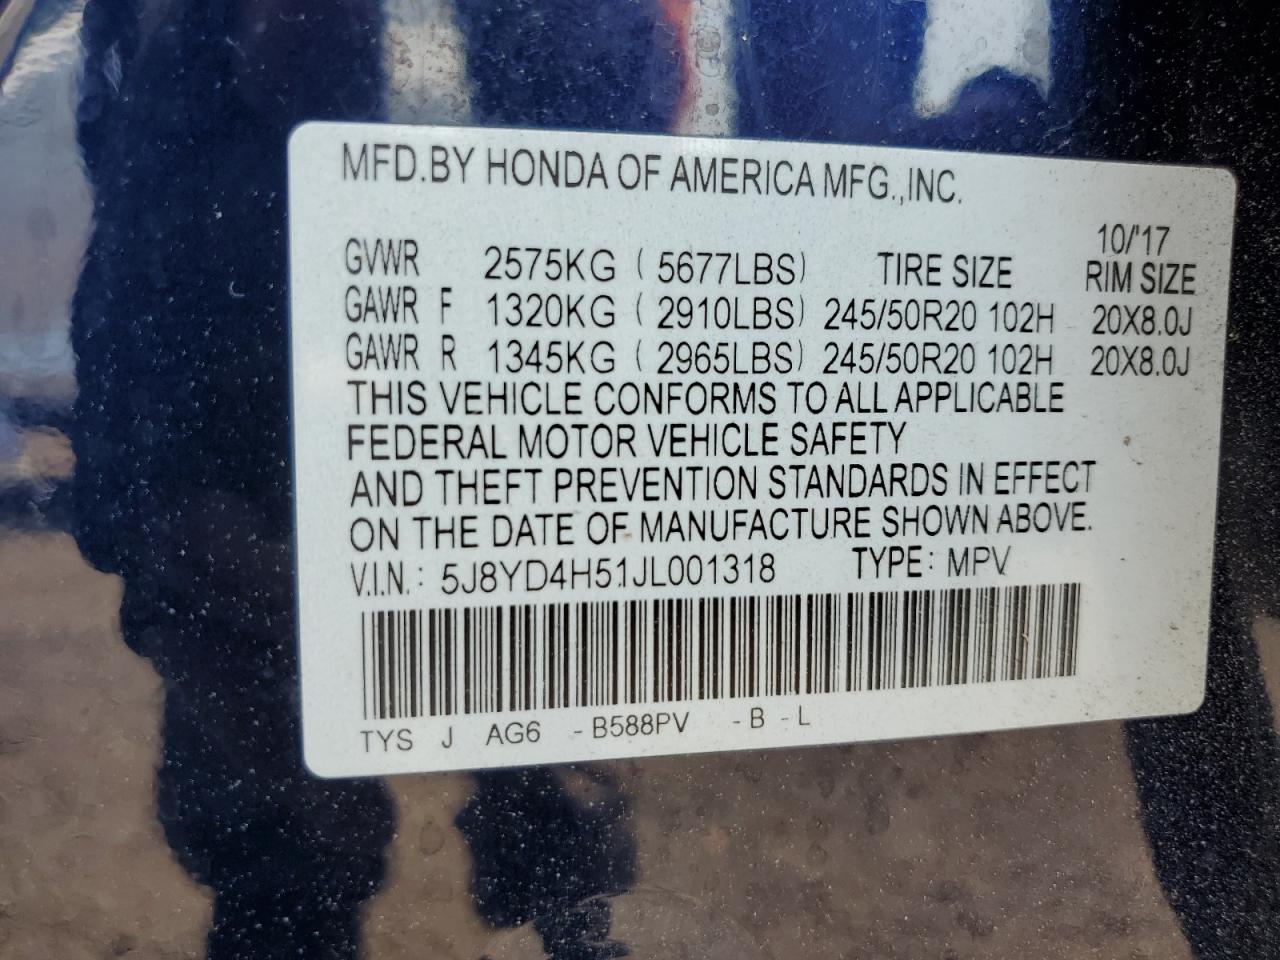 MFD.BY HONDA OF AMERICA MFG.,INC.
10/'17
GVWR 2575KG ( 5677LBS) TIRE SIZE RIM SIZE
GAWR F 1320KG ( 2910LBS) 245/50R20 102H 20X8.0J
GAWR R 1345KG ( 2965LBS) 245/50R20 102H 20X8.0J
THIS VEHICLE CONFORMS TO ALL APPLICABLE
FEDERAL MOTOR VEHICLE SAFETY
AND THEFT PREVENTION STANDARDS IN EFFECT
ON THE DATE OF MANUFACTURE SHOWN ABOVE.
V.I.N.: 5J8YD4H51JL001318 TYPE: MPV
TYS J AG6 -B588PV -B -L